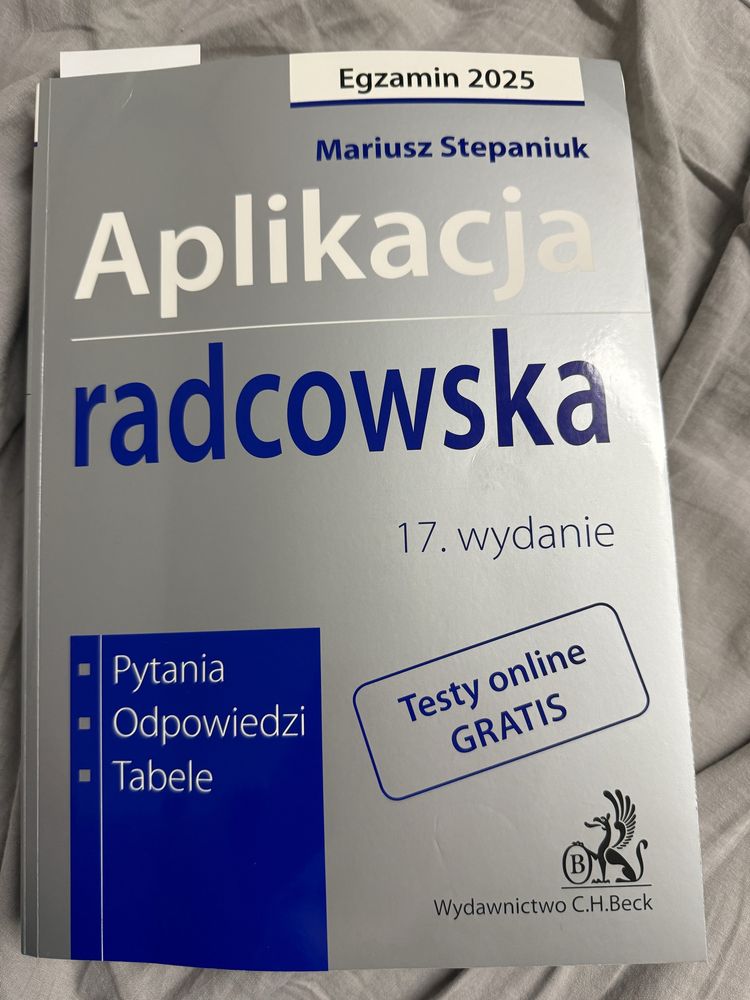 Egzamin 2025
Mariusz Stepaniuk
Aplikacja
radcowska
17. wydanie
Pytania
Odpowiedzi
Tabele
Testy online
GRATIS
B
Wydawnictwo C.H.Beck